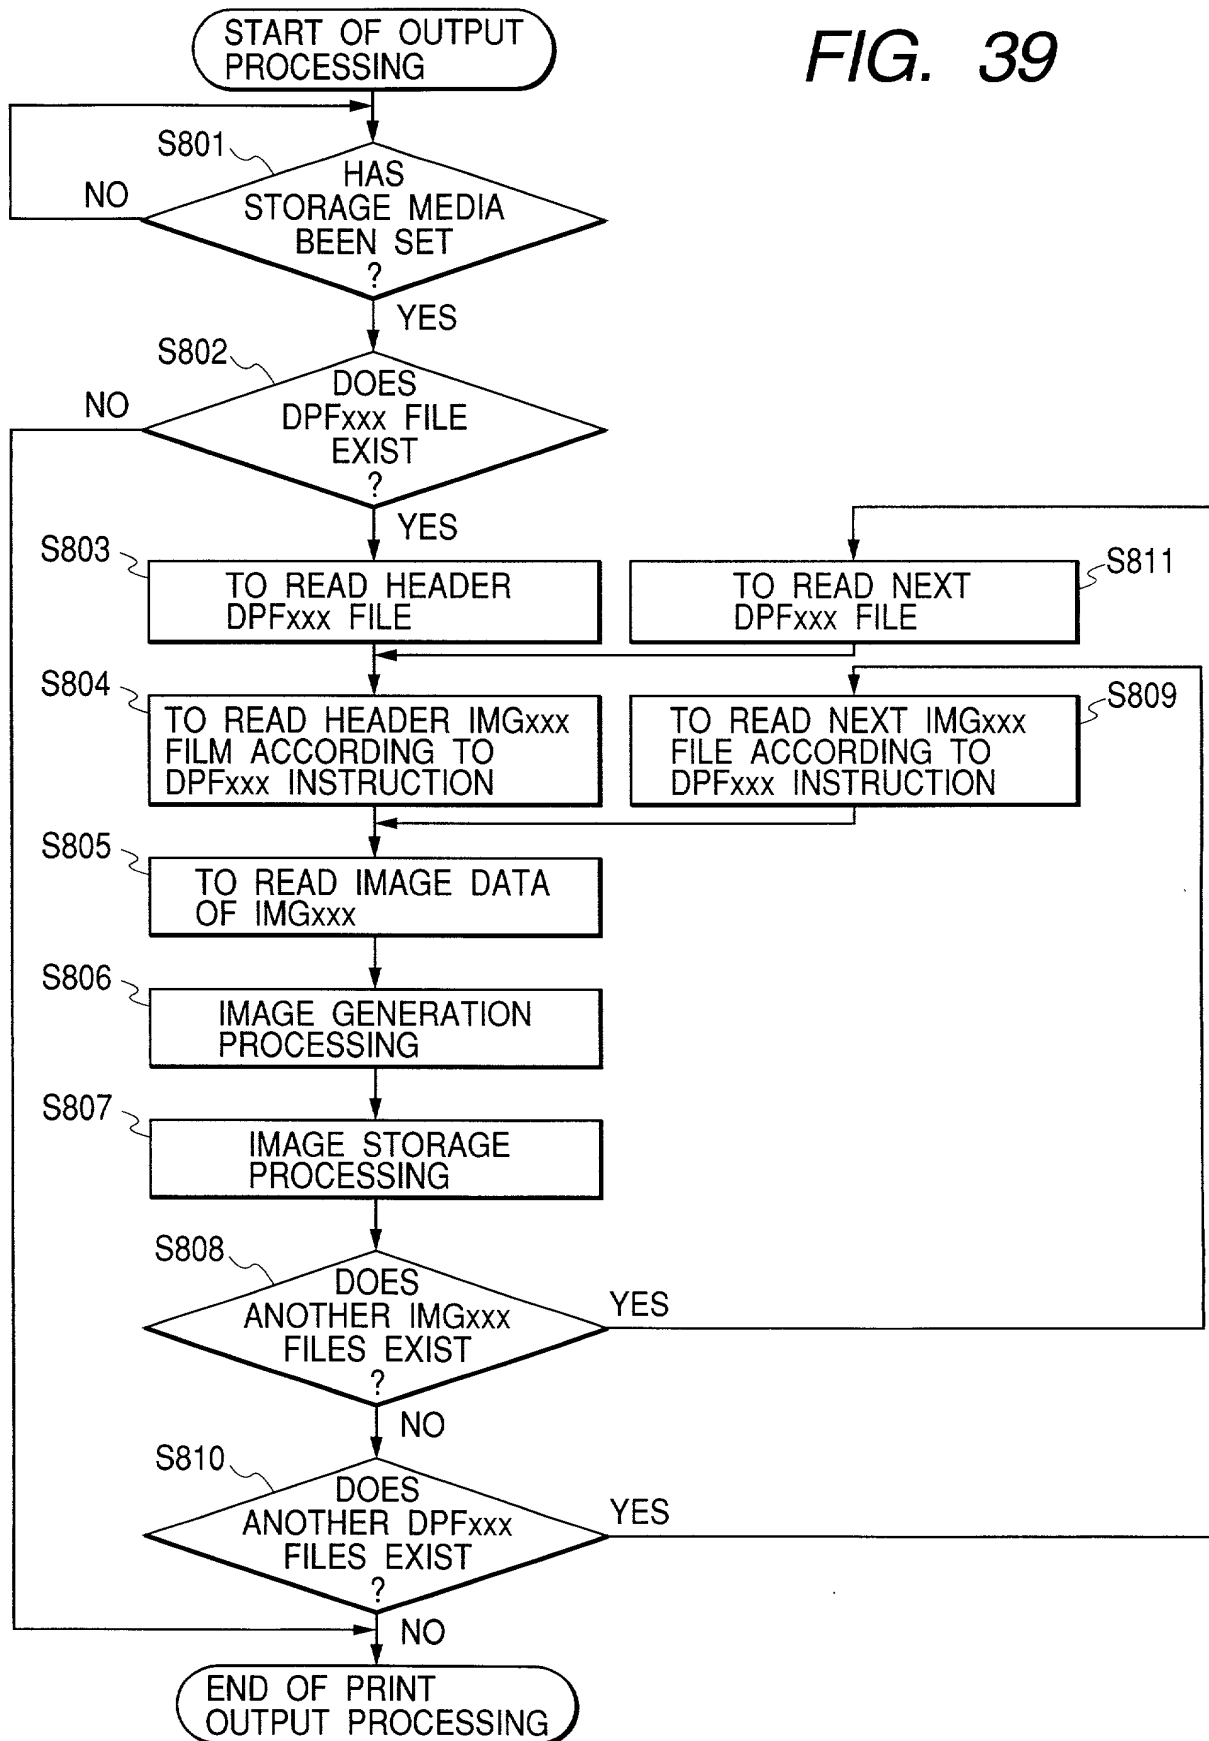 START OF OUTPUT
PROCESSING
FIG. 39
S801
HAS
STORAGE MEDIA
BEEN SET
?
NO
YES
S802
DOES
DPFxxx FILE
EXIST
?
NO
YES
S803
TO READ HEADER
DPFxxx FILE
TO READ NEXT
DPFxxx FILE
S811
S804
TO READ HEADER IMGxxx
FILM ACCORDING TO
DPFxxx INSTRUCTION
TO READ NEXT IMGxxx
FILE ACCORDING TO
DPFxxx INSTRUCTION
S809
S805
TO READ IMAGE DATA
OF IMGxxx
S806
IMAGE GENERATION
PROCESSING
S807
IMAGE STORAGE
PROCESSING
S808
DOES
ANOTHER IMGxxx
FILES EXIST
?
YES
NO
S810
DOES
ANOTHER DPFxxx
FILES EXIST
?
YES
NO
END OF PRINT
OUTPUT PROCESSING